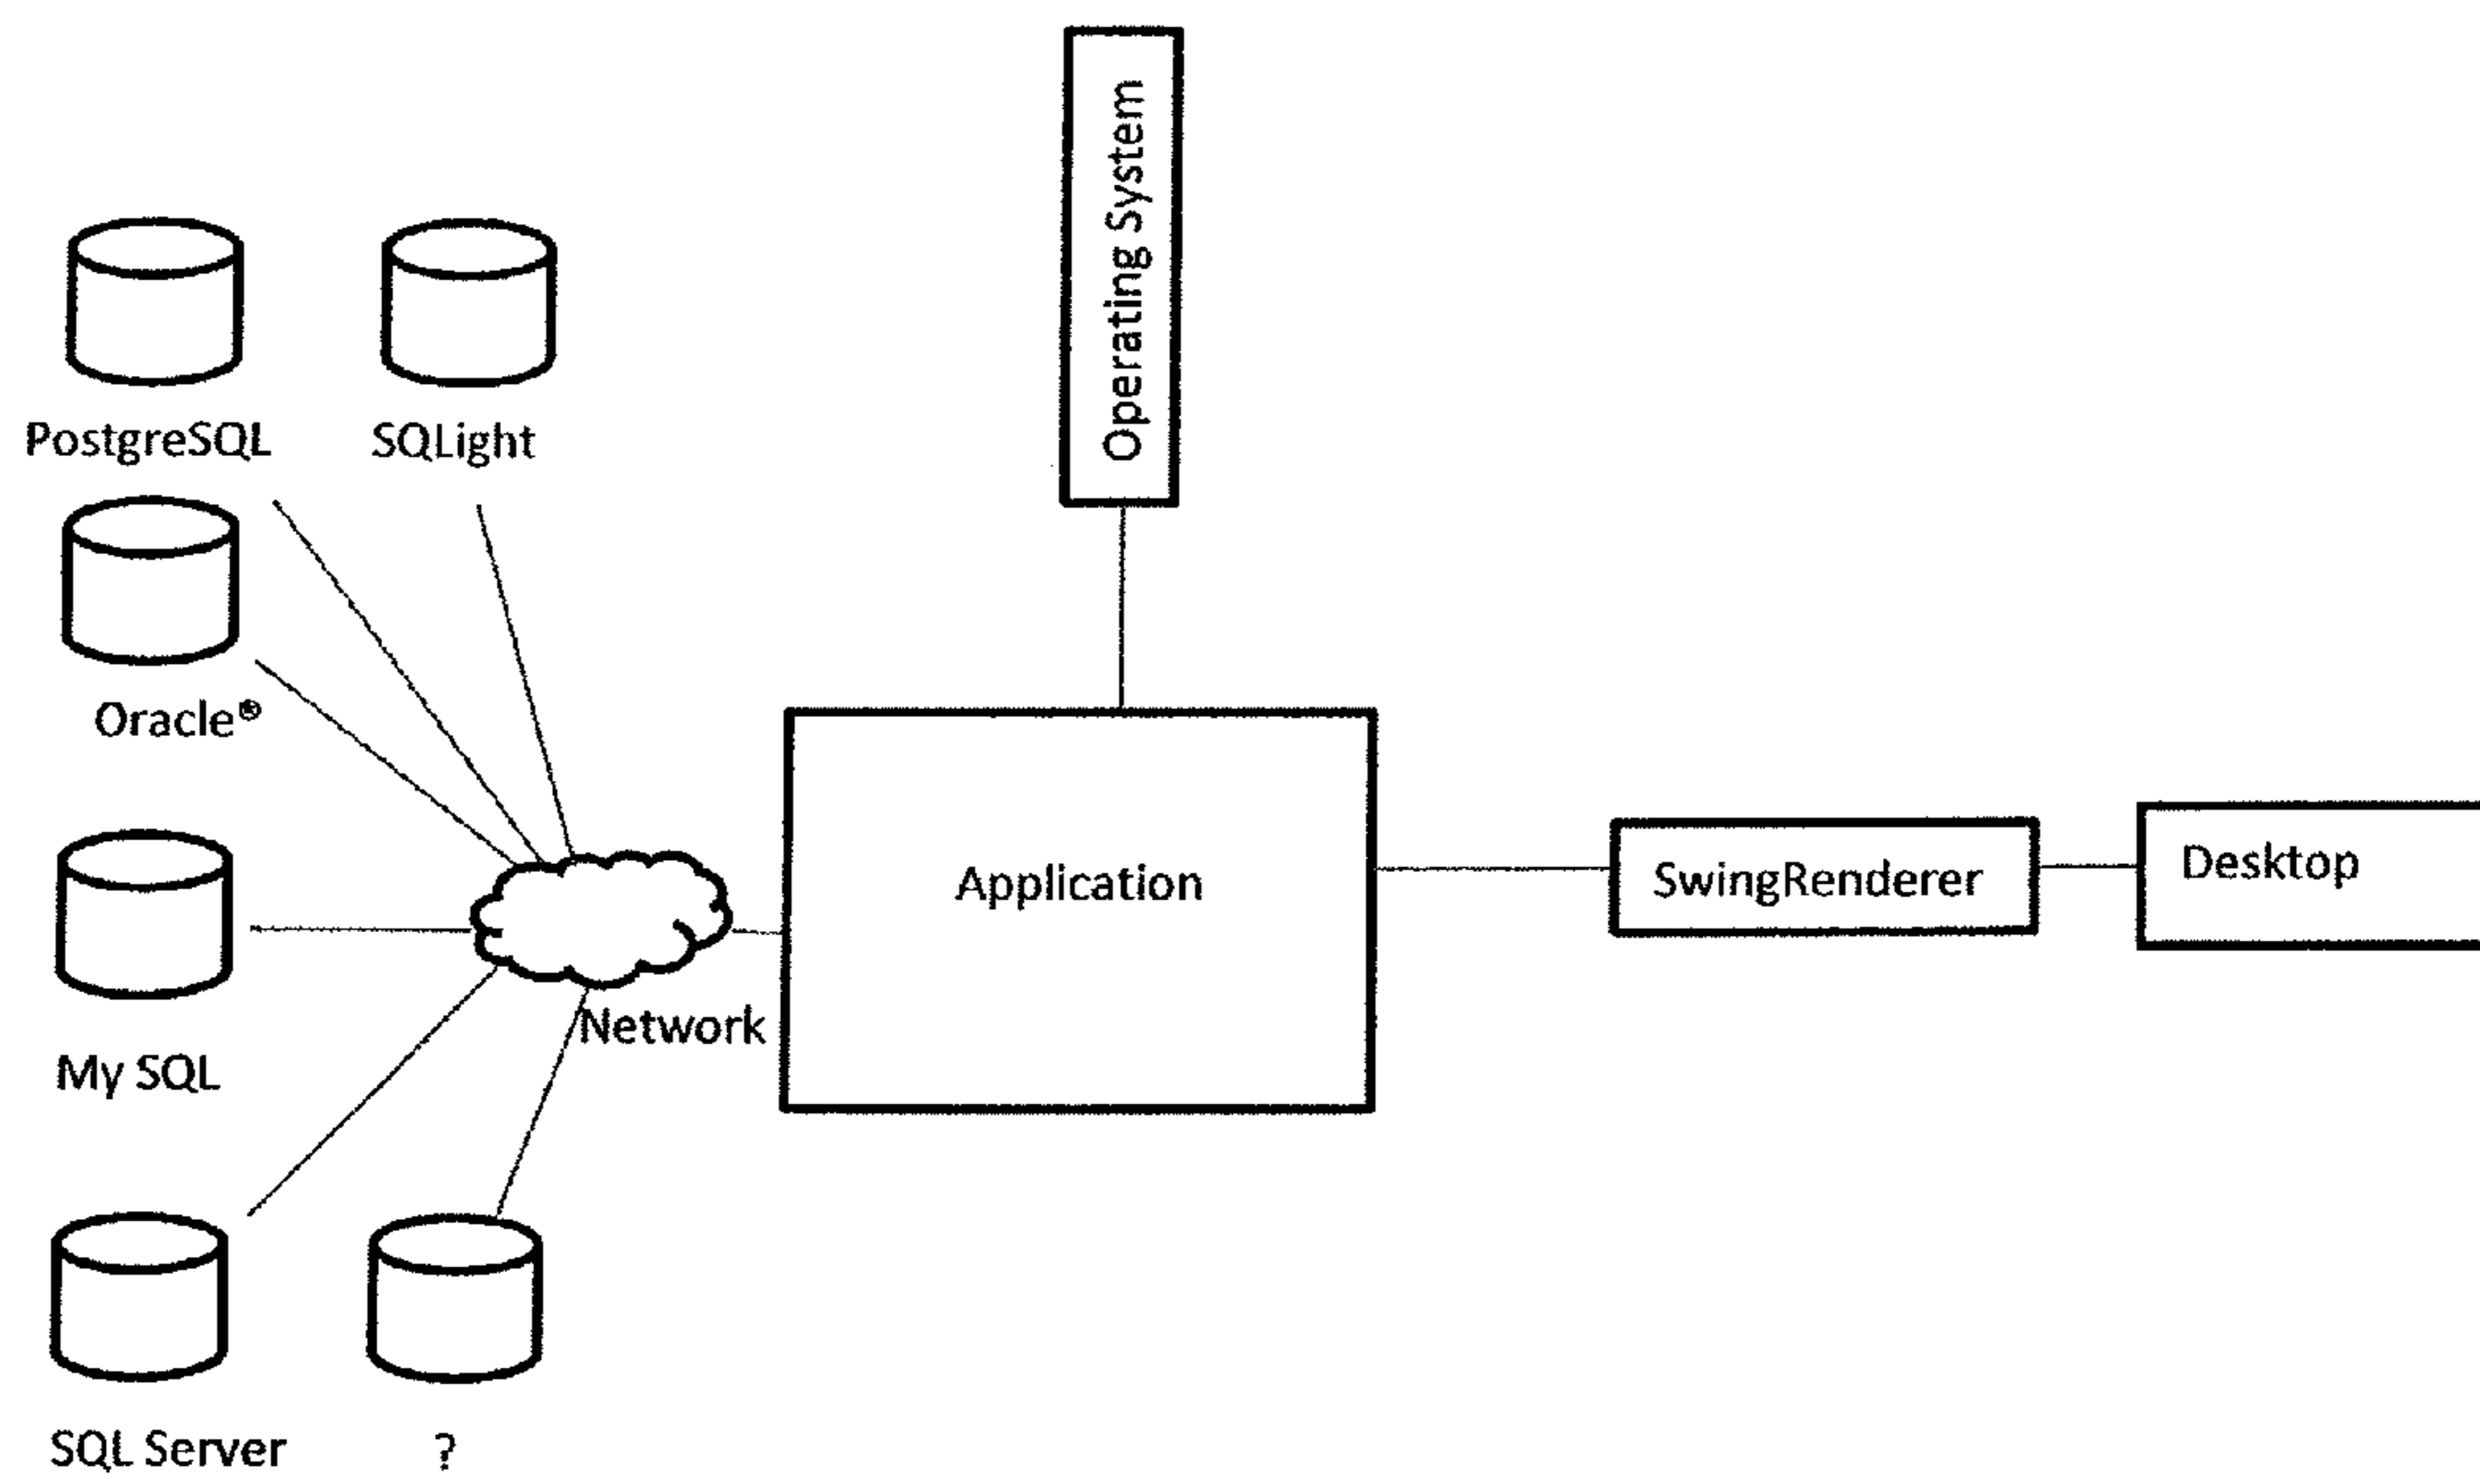 Operating System
PostgreSQL
SQLight
Oracle®
Application
SwingRenderer
Desktop
Network
My SQL
SQL Server
?